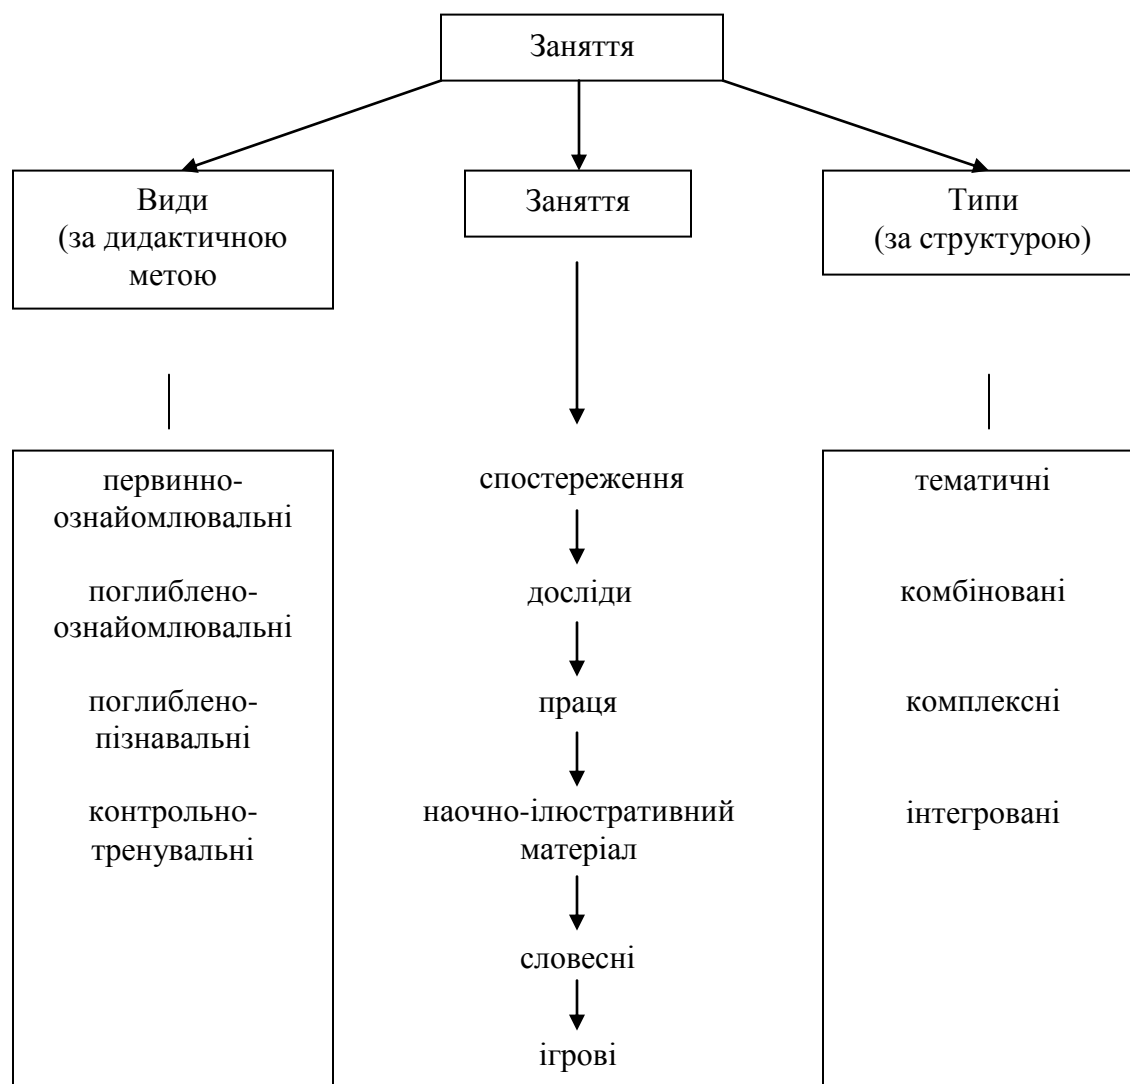 Заняття
Види
(за дидактичною
метою
Заняття
Типи
(за структурою)
первинно-
ознайомлювальні
поглиблено-
ознайомлювальні
поглиблено-
пізнавальні
контрольно-
тренувальні
спостереження
досліди
праця
наочно-ілюстративний
матеріал
словесні
ігрові
тематичні
комбіновані
комплексні
інтегровані